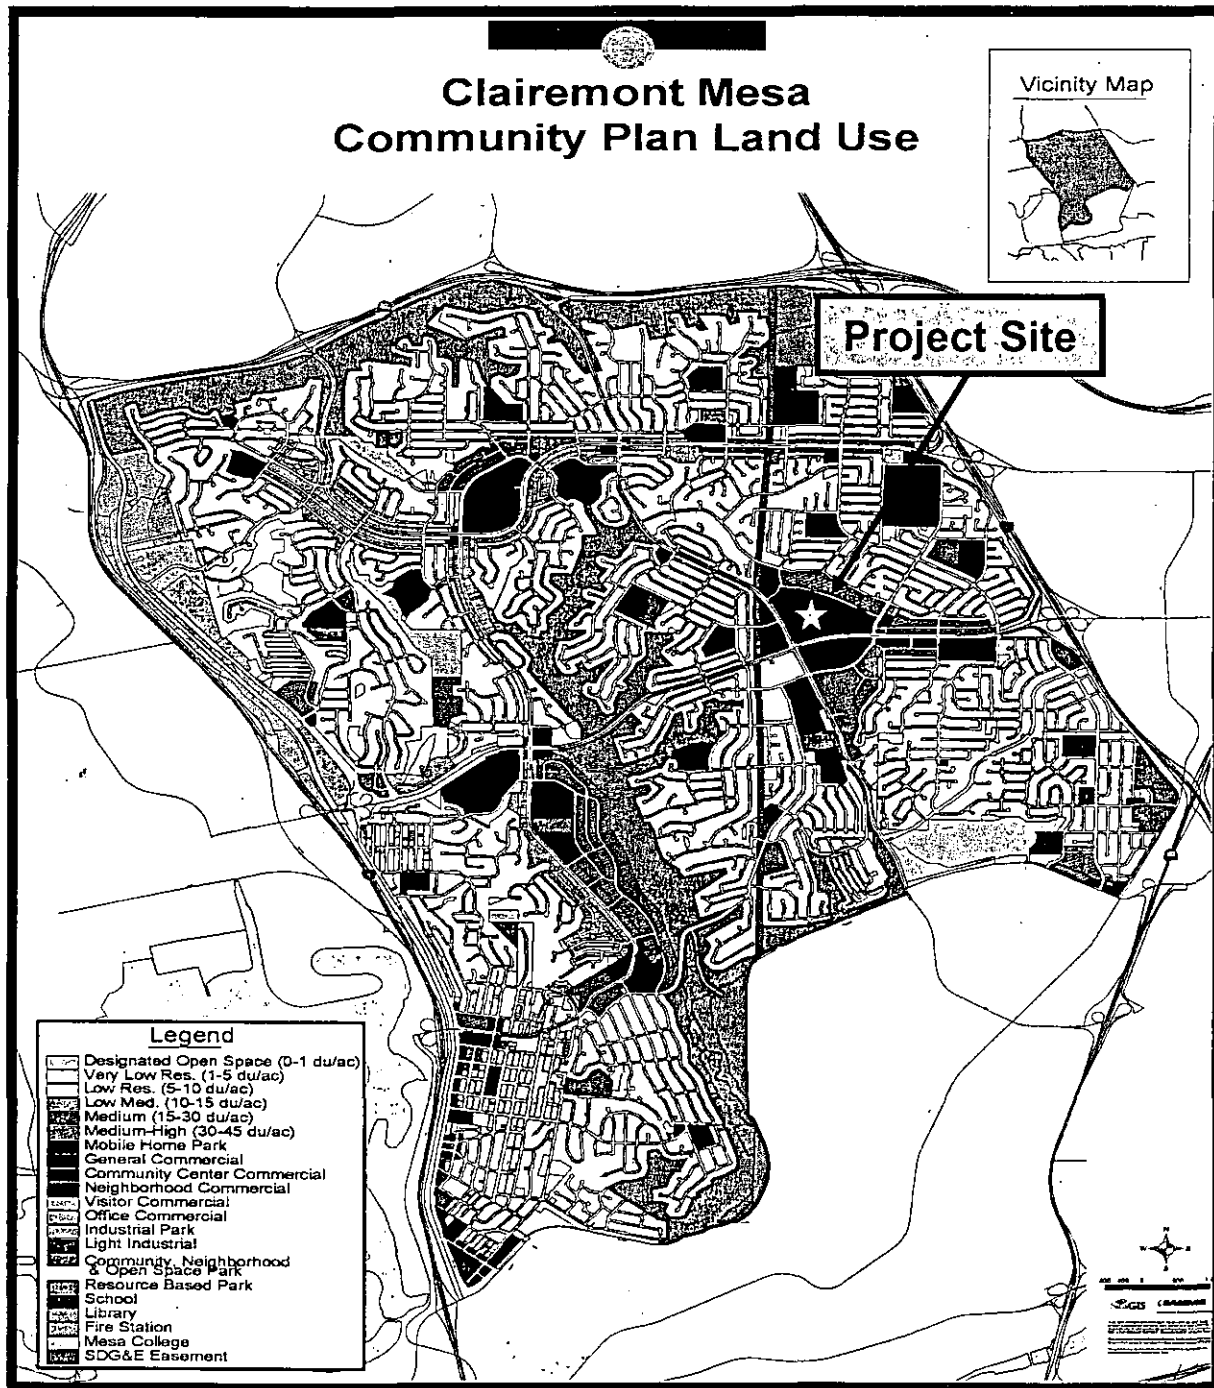 Clairemont Mesa
Community Plan Land Use
Vicinity Map
Project Site
Legend
Designated Open Space (0-1 du/ac)
Very Low Res. (1-5 du/ac)
Low Res. (5-10 du/ac)
Low Med. (10-15 du/ac)
Medium (15-30 du/ac)
Medium-High (30-45 du/ac)
Mobile Home Park
General Commercial
Community Center Commercial
Neighborhood Commercial
Visitor Commercial
Office Commercial
Industrial Park
Light Industrial
Community, Neighborhood
& Open Space Park
Resource Based Park
School
Library
Fire Station
Mesa College
SDG&E Easement
N
W
S